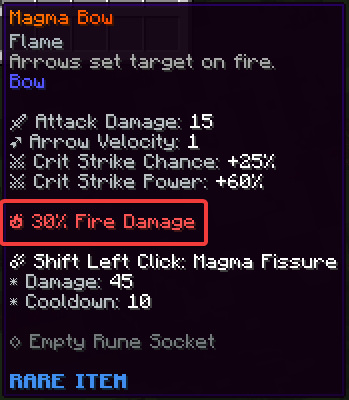 Magma Bow
Flame
Arrows set target on fire.
Bow
Attack Damage: 15
Arrow Velocity: 1
Crit Strike Chance: +25%
Crit Strike Power: +60%
30% Fire Damage
Shift Left Click: Magma Fissure
* Damage: 45
* Cooldown: 10
◇ Empty Rune Socket
RARE ITEM